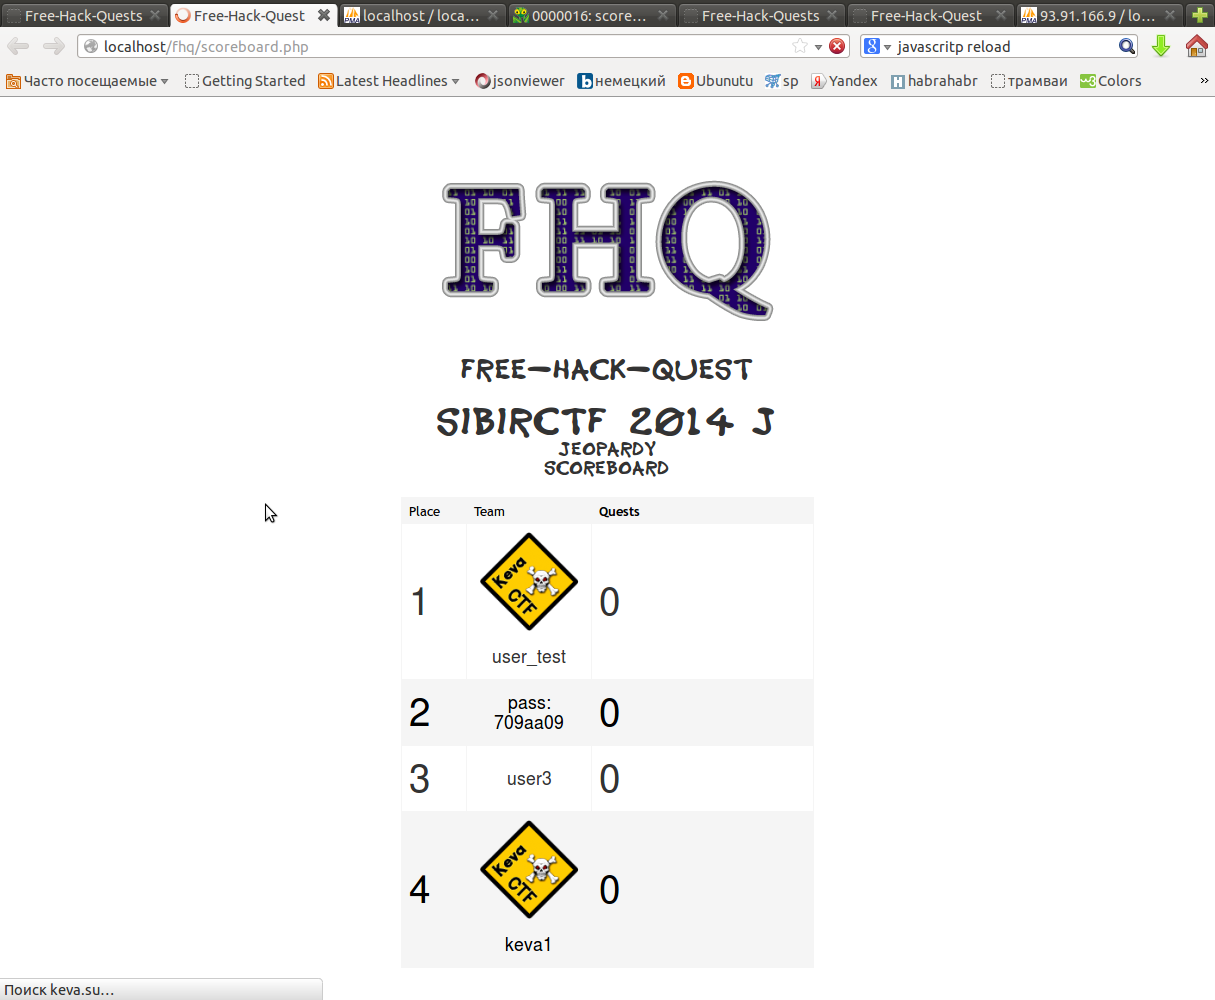 Free-Hack-Quests
Free-Hack-Quest
localhost / loca...
0000016: score...
Free-Hack-Quests
Free-Hack-Quest
93.91.166.9 / lo...
localhost/fhq/scoreboard.php
javascritp reload
Часто посещаемые
Getting Started
Latest Headlines
jsonviewer
немецкий
Ubunutu
sp
Yandex
habrahabr
трамваи
Colors
»
FHQ
FREE-HACK-QUEST
SIBIRCTF 2014 J
JEOPARDY
SCOREBOARD
Place Team Quests
Keva
CTF
1 user_test 0
2 pass:
709aa09 0
3 user3 0
Keva
CTF
4 keva1 0
Поиск keva.su...